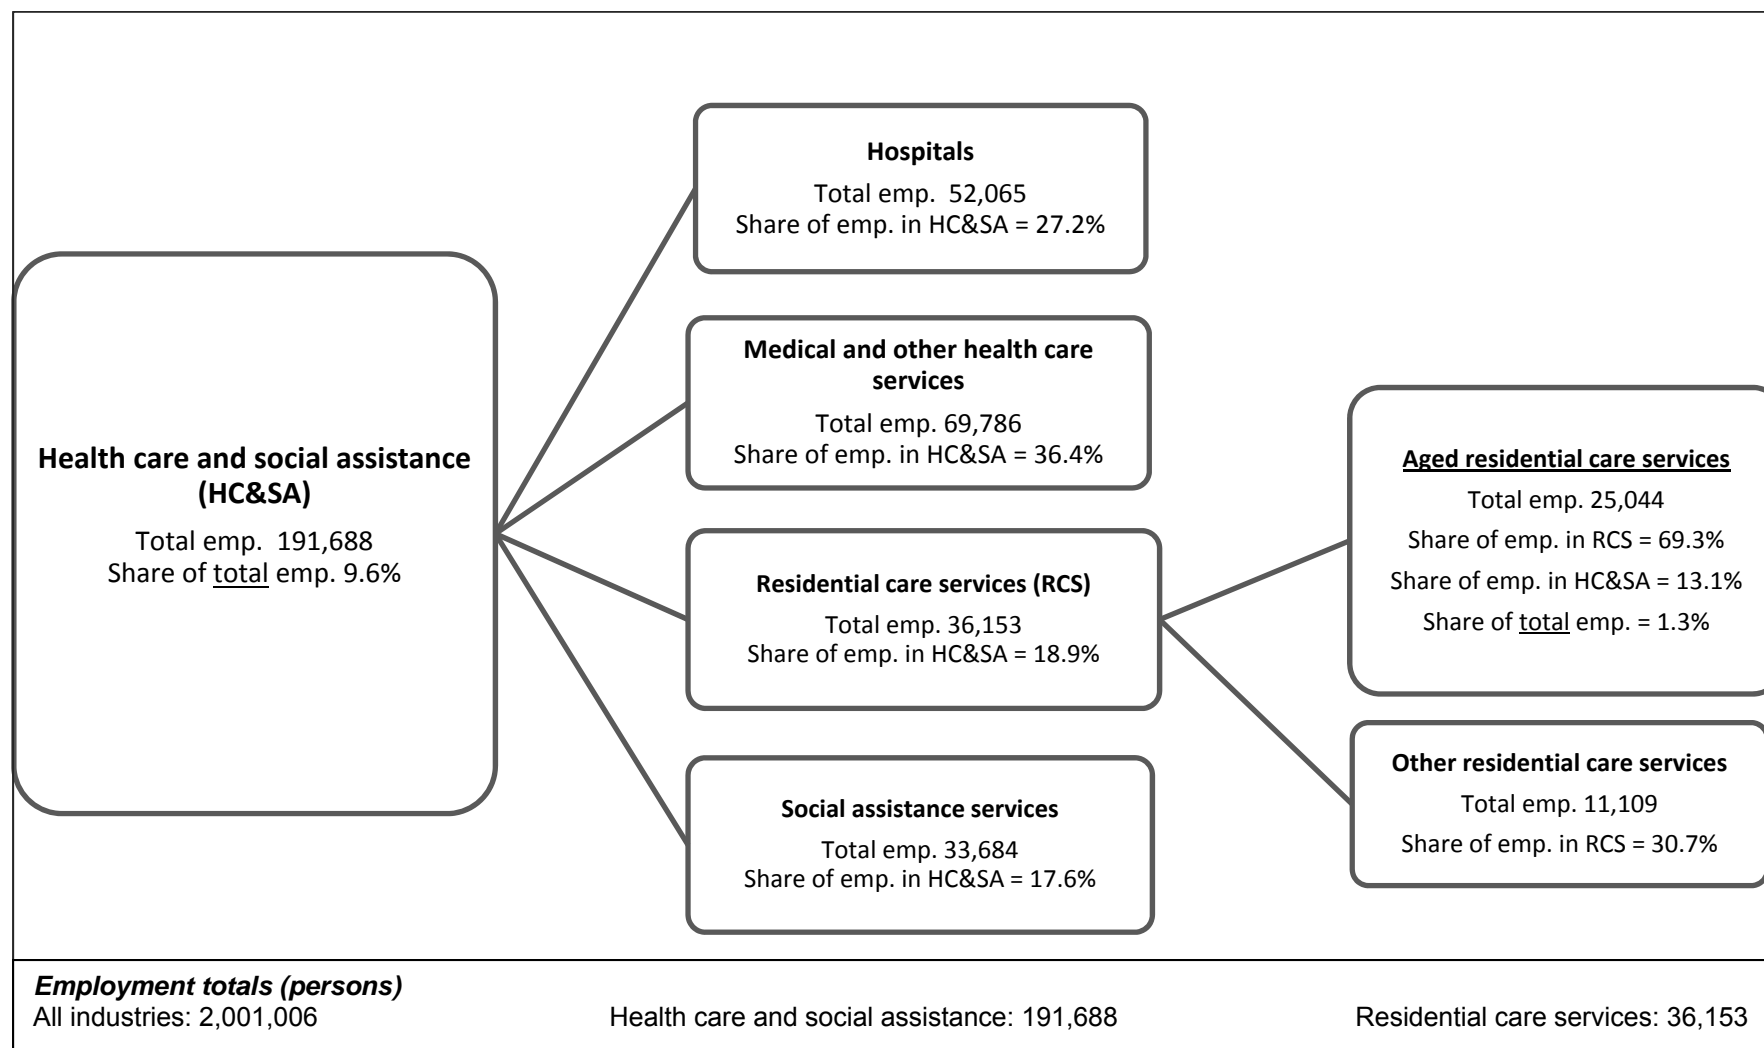 Hospitals
Total emp.  52,065
Share of emp. in HC&SA = 27.2%
Medical and other health care
services
Total emp. 69,786
Share of emp. in HC&SA = 36.4%
Health care and social assistance
(HC&SA)
Total emp.  191,688
Share of total emp. 9.6%
Residential care services (RCS)
Total emp. 36,153
Share of emp. in HC&SA = 18.9%
Social assistance services
Total emp. 33,684
Share of emp. in HC&SA = 17.6%
Aged residential care services
Total emp. 25,044
Share of emp. in RCS = 69.3%
Share of emp. in HC&SA = 13.1%
Share of total emp. = 1.3%
Other residential care services
Total emp. 11,109
Share of emp. in RCS = 30.7%
Employment totals (persons)
All industries: 2,001,006 Health care and social assistance: 191,688 Residential care services: 36,153